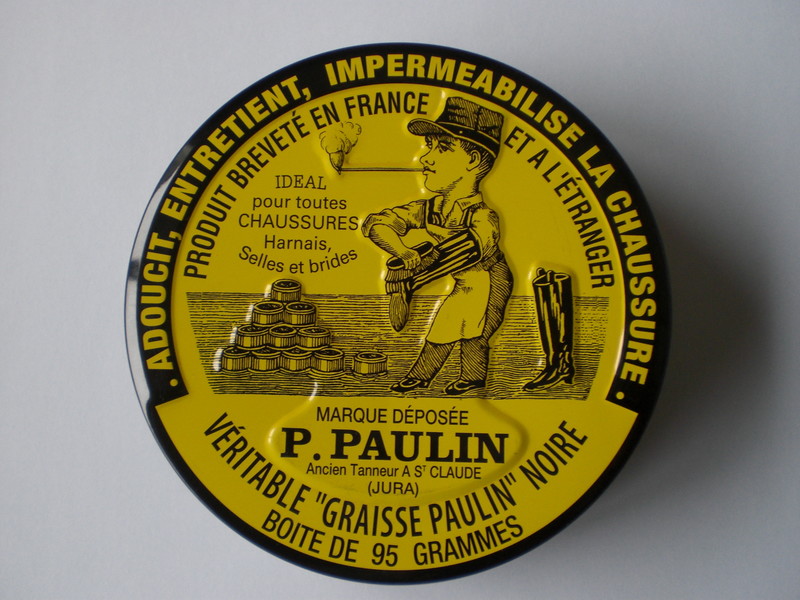 · ADOUCIT, ENTRETIENT, IMPERMEABILISE LA CHAUSSURE ·
PRODUIT BREVETÉ EN FRANCE ET A L'ÉTRANGER
IDEAL
pour toutes
CHAUSSURES
Harnais,
Selles et brides
MARQUE DÉPOSÉE
P. PAULIN
Ancien Tanneur A ST CLAUDE
(JURA)
VÉRITABLE "GRAISSE PAULIN" NOIRE
BOITE DE 95 GRAMMES